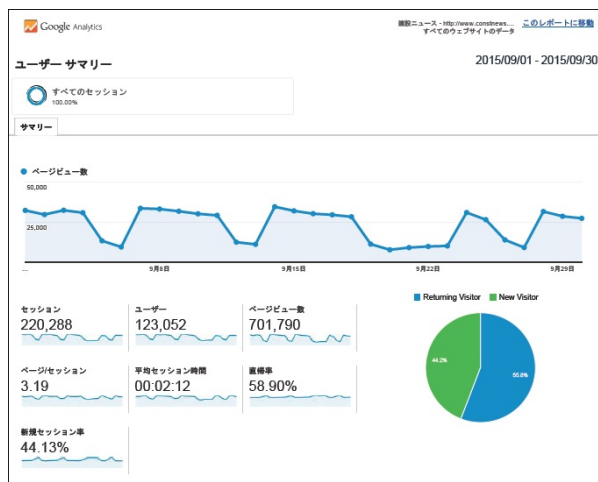 Google Analytics
建設ニュース - http://www.constnews....
すべてのウェブサイトのデータ
このレポートに移動
ユーザー サマリー
2015/09/01 - 2015/09/30
すべてのセッション
100.00%
サマリー
ページビュー数
50,000
25,000
...
9月8日
9月15日
9月22日
9月29日
セッション
220,288
ユーザー
123,052
ページビュー数
701,790
Returning Visitor
New Visitor
44.2%
55.8%
ページ/セッション
3.19
平均セッション時間
00:02:12
直帰率
58.90%
新規セッション率
44.13%